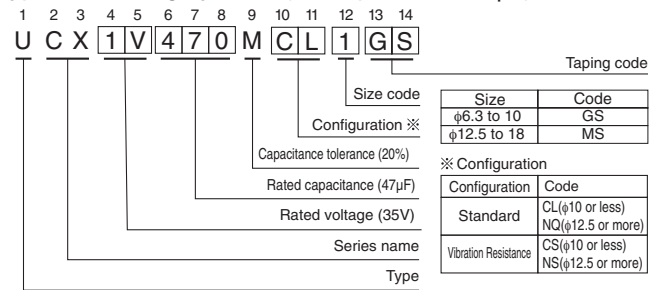 1 2 3 4 5 6 7 8 9 10 11 12 13 14
U C X 1 V 4 7 0 M C L 1 G S
Taping code
Size code
Configuration ※
Capacitance tolerance (20%)
Rated capacitance (47µF)
Rated voltage (35V)
Series name
Type
Size Code
ϕ6.3 to 10 GS
ϕ12.5 to 18 MS
※ Configuration
Configuration Code
Standard CL(ϕ10 or less)
NQ(ϕ12.5 or more)
Vibration Resistance CS(ϕ10 or less)
NS(ϕ12.5 or more)